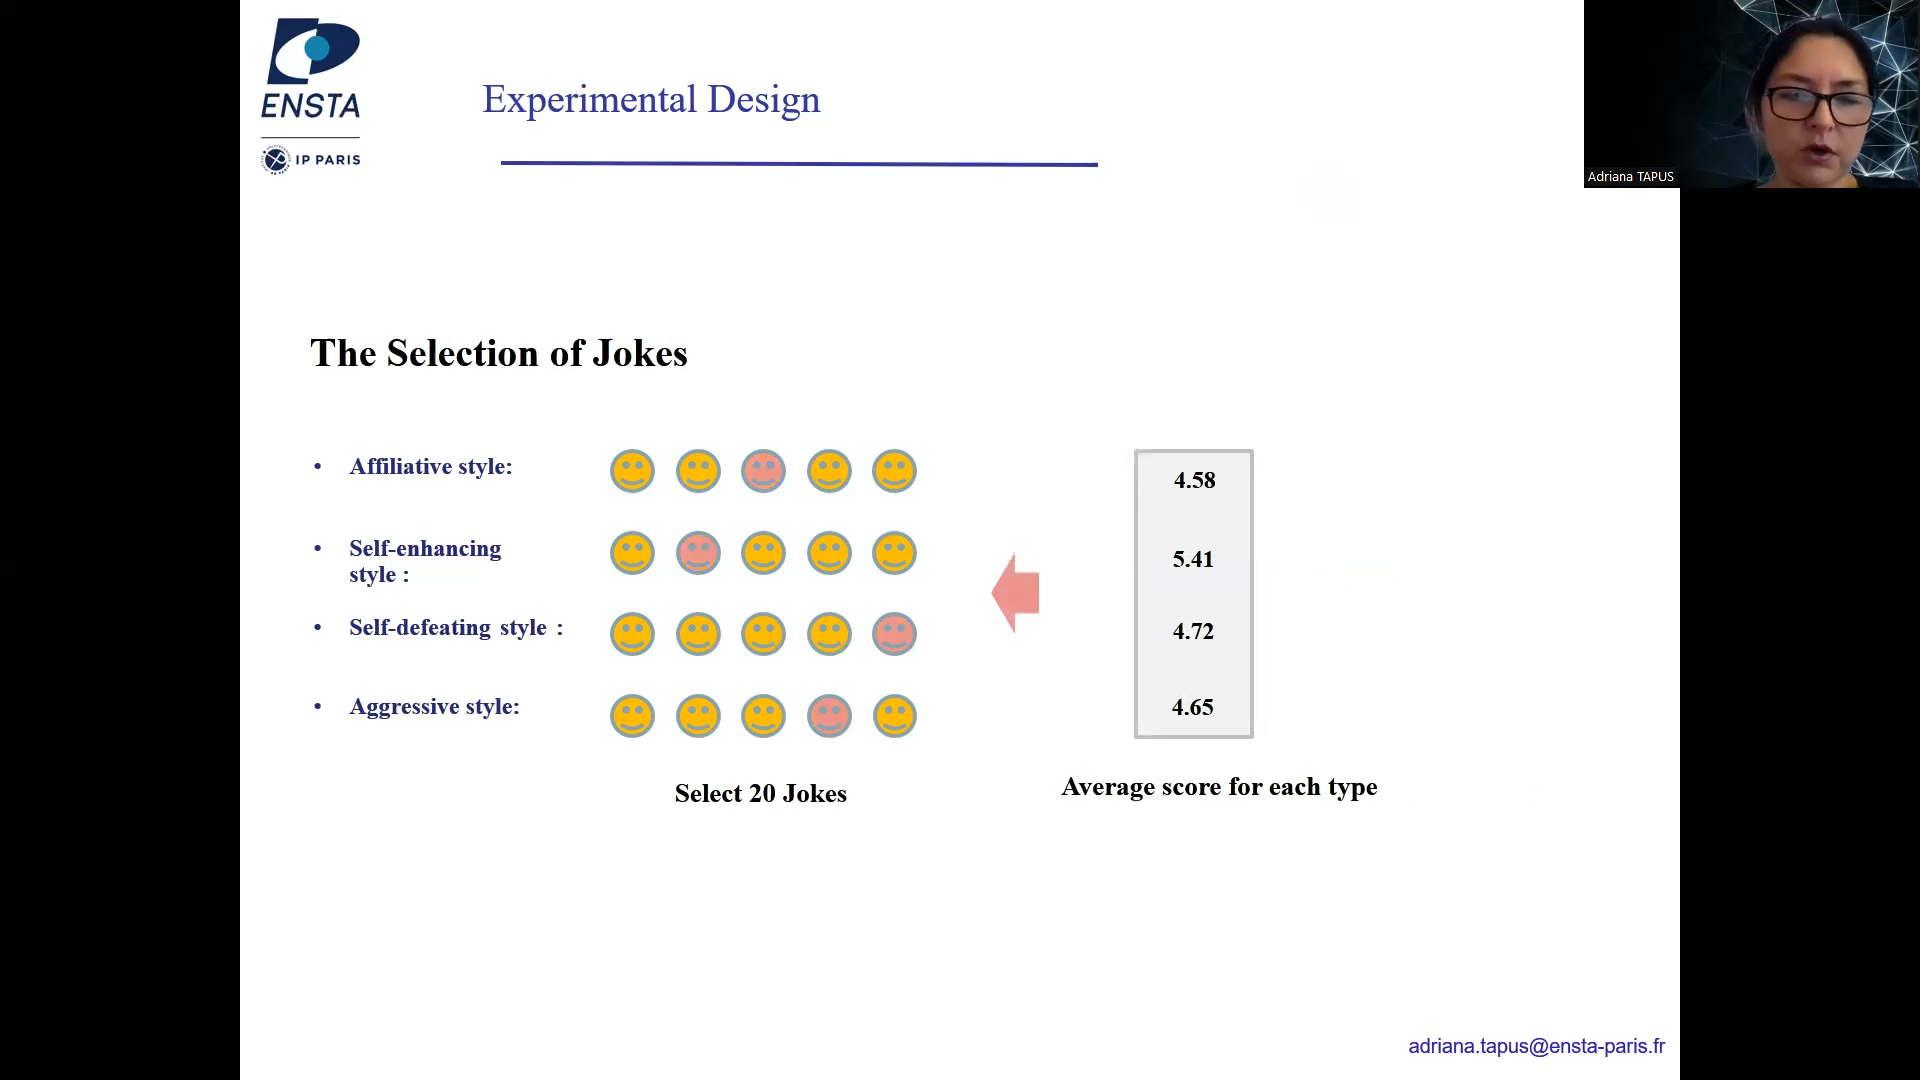 ENSTA
IP PARIS
Experimental Design
Adriana TAPUS
The Selection of Jokes
• Affiliative style:
4.58
• Self-enhancing
style :
5.41
• Self-defeating style :
4.72
• Aggressive style:
4.65
Select 20 Jokes
Average score for each type
adriana.tapus@ensta-paris.fr